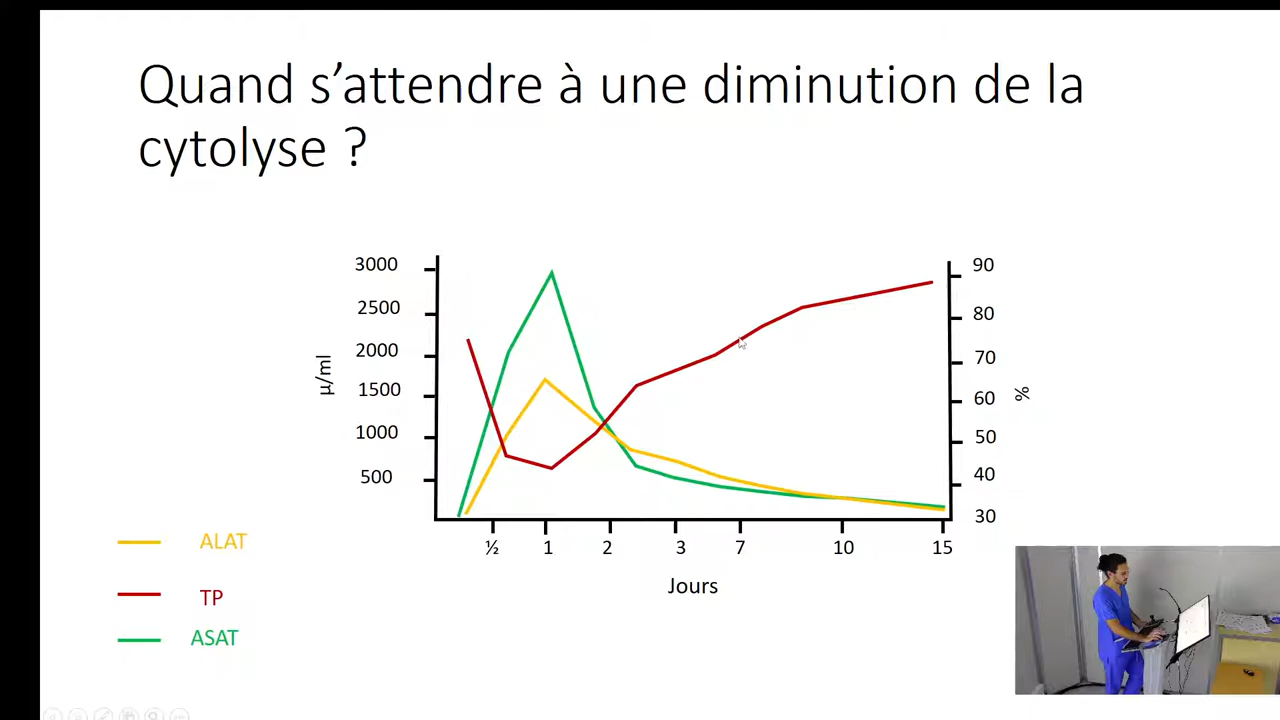 Quand s’attendre à une diminution de la
cytolyse ?
3000
2500
2000
1500
1000
500
µ/ml
90
80
70
60
50
40
30
%
½ 1 2 3 7 10 15
Jours
ALAT
TP
ASAT